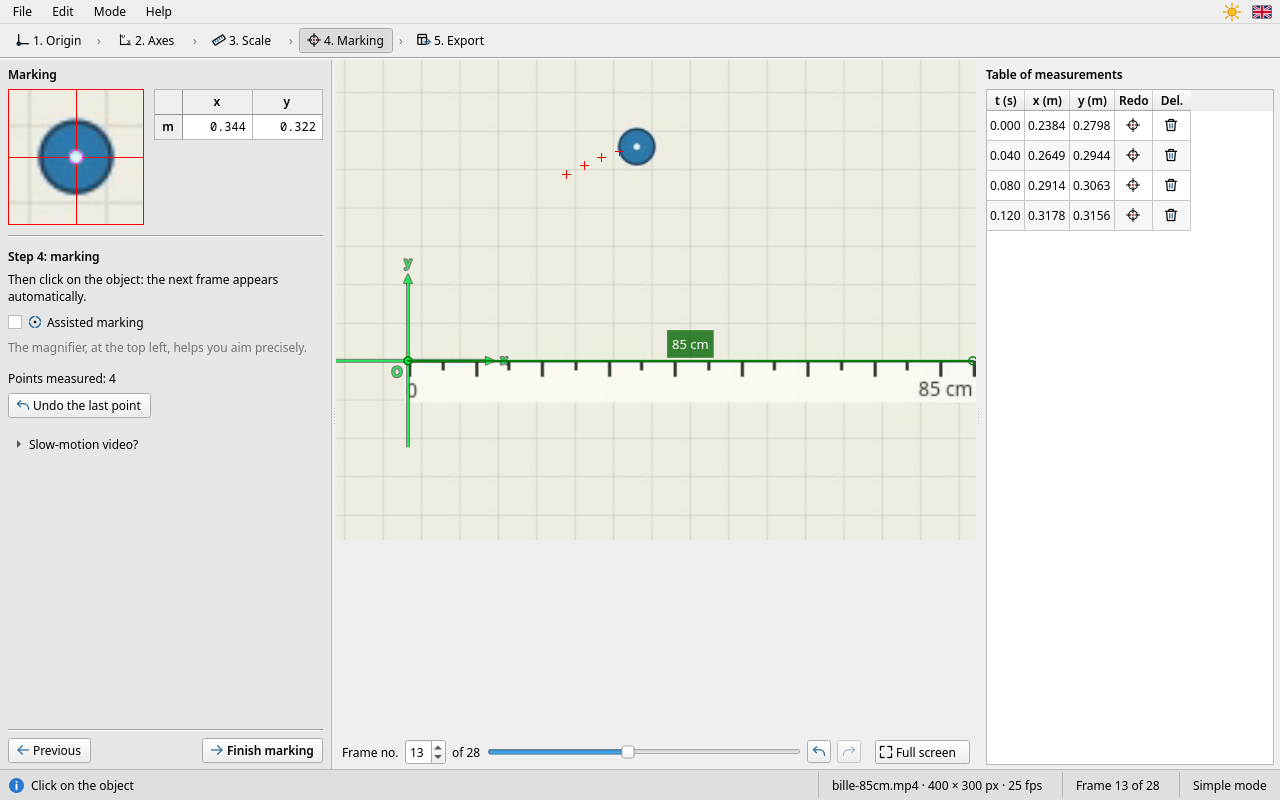 File Edit Mode Help
1. Origin › 2. Axes › 3. Scale › 4. Marking › 5. Export
Marking
x y
m 0.344 0.322
Step 4: marking
Then click on the object: the next frame appears
automatically.
Assisted marking
The magnifier, at the top left, helps you aim precisely.
Points measured: 4
Undo the last point
Slow-motion video?
Previous
Finish marking
y
x
O
85 cm
0
85 cm
Frame no. 13 of 28
Full screen
Table of measurements
t (s) x (m) y (m) Redo Del.
0.000 0.2384 0.2798
0.040 0.2649 0.2944
0.080 0.2914 0.3063
0.120 0.3178 0.3156
Click on the object
bille-85cm.mp4 · 400 × 300 px · 25 fps
Frame 13 of 28
Simple mode